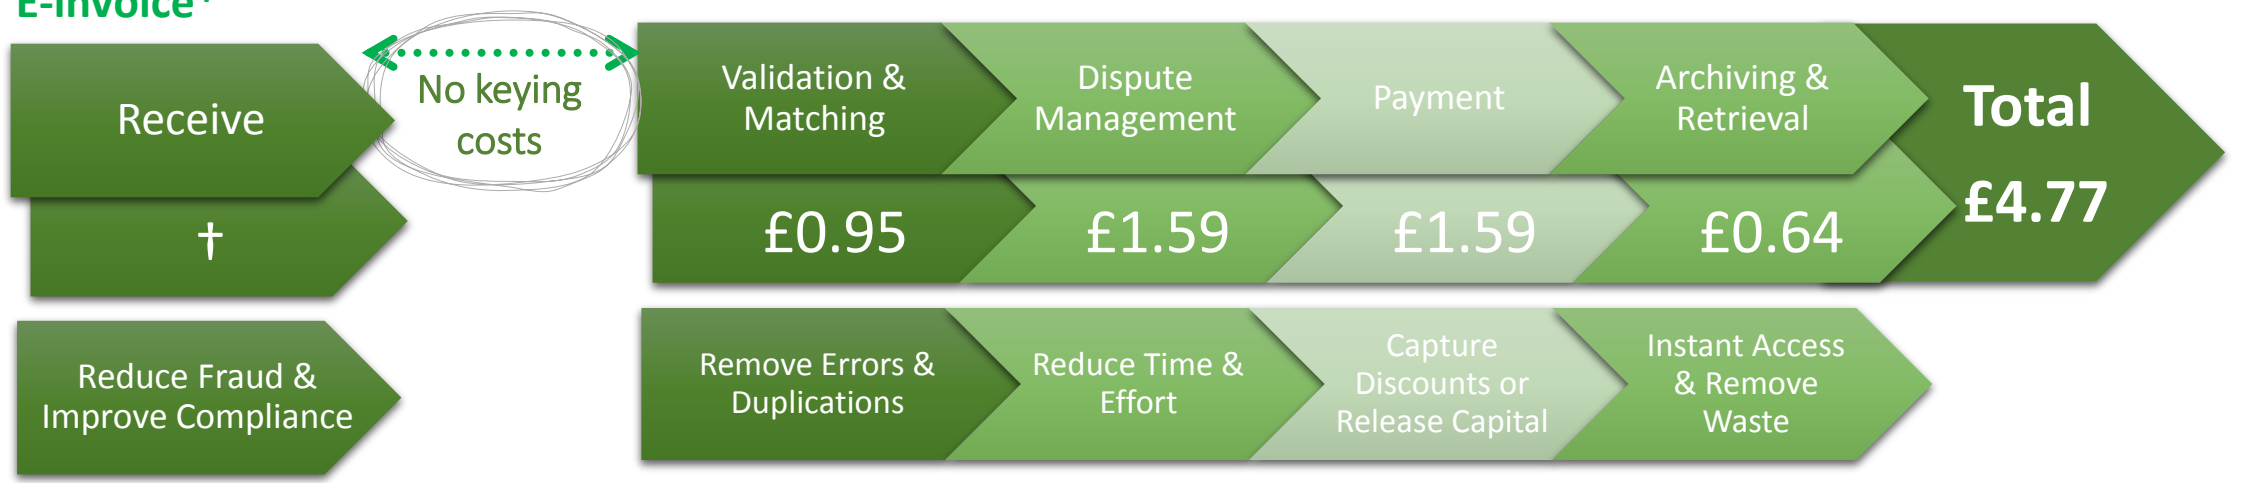 E-Invoice*
Receive
No keying
costs
Validation &
Matching
Dispute
Management
Payment
Archiving &
Retrieval
Total
£4.77
†
£0.95
£1.59
£1.59
£0.64
Reduce Fraud &
Improve Compliance
Remove Errors &
Duplications
Reduce Time &
Effort
Capture
Discounts or
Release Capital
Instant Access
& Remove
Waste